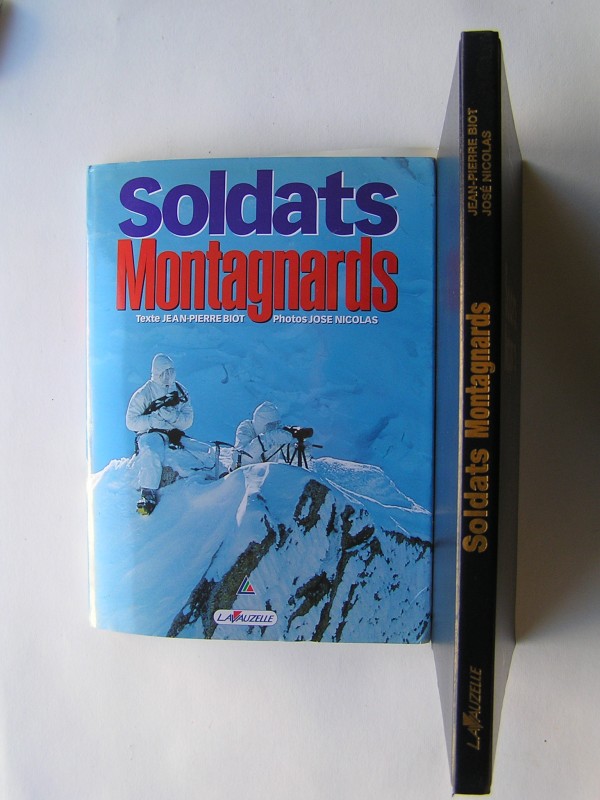 Soldats
Montagnards
Texte JEAN-PIERRE BIOT Photos JOSE NICOLAS
LAVAUZELLE
JEAN-PIERRE BIOT
JOSÉ NICOLAS
Soldats Montagnards
LAVAUZELLE